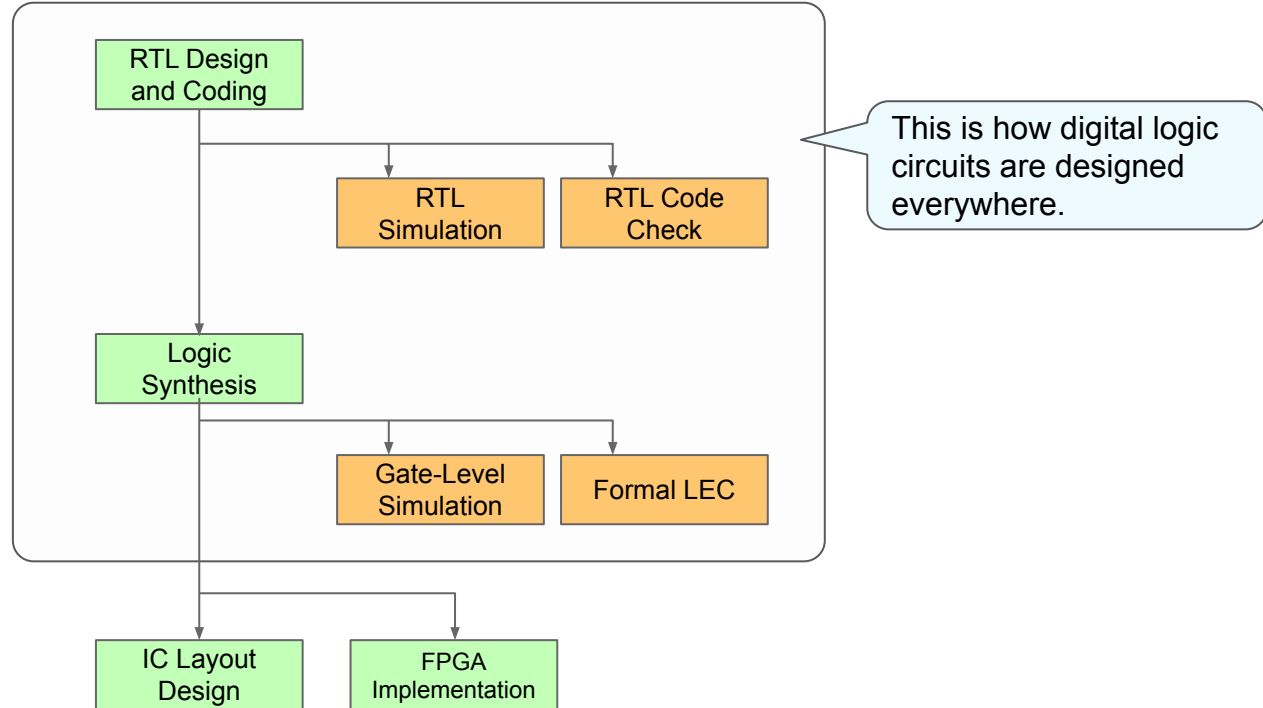 RTL Design
and Coding
This is how digital logic
circuits are designed
everywhere.
RTL
Simulation
RTL Code
Check
Logic
Synthesis
Gate-Level
Simulation
Formal LEC
IC Layout
Design
FPGA
Implementation